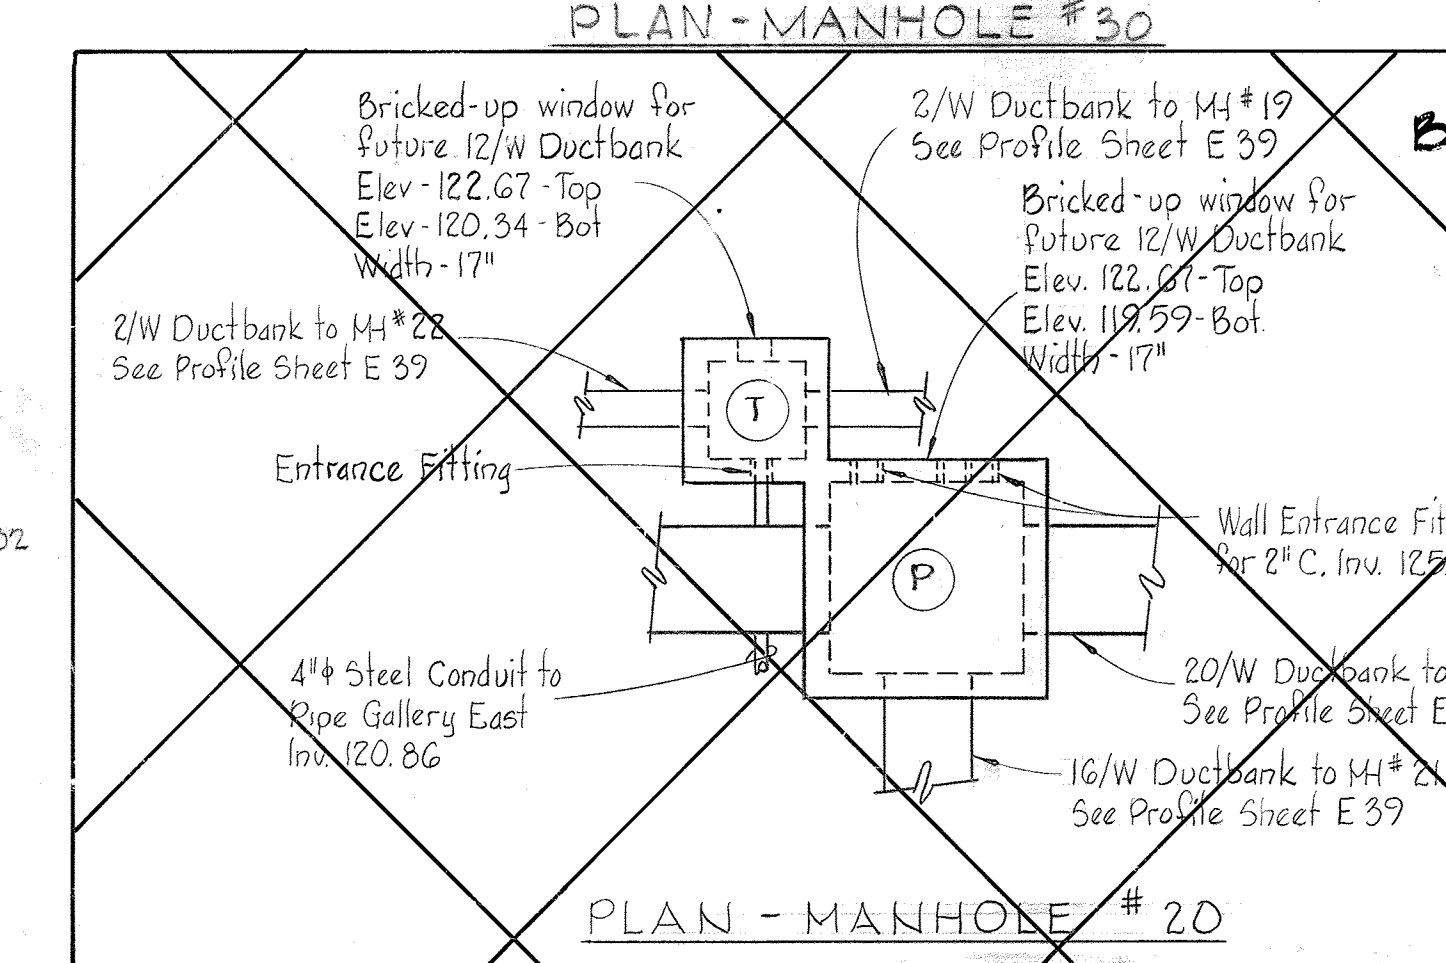 PLAN - MANHOLE #30
Bricked-up window for
future 12/W Ductbank
Elev - 122.67 - Top
Elev - 120.34 - Bot
Width - 17"
2/W Ductbank to MH #19
See Profile Sheet E 39
Bricked-up window for
future 12/W Ductbank
Elev. 122.67 - Top
Elev. 119.59 - Bot.
Width - 17"
2/W Ductbank to MH #22
See Profile Sheet E 39
T
Entrance Fitting
Wall Entrance
for 2" C. Inv. 125
P
4"ϕ Steel Conduit to
Pipe Gallery East
Inv. 120.86
20/W Ductbank to
See Profile Sheet E
16/W Ductbank to MH # 21
See Profile Sheet E 39
PLAN - MANHOLE # 20